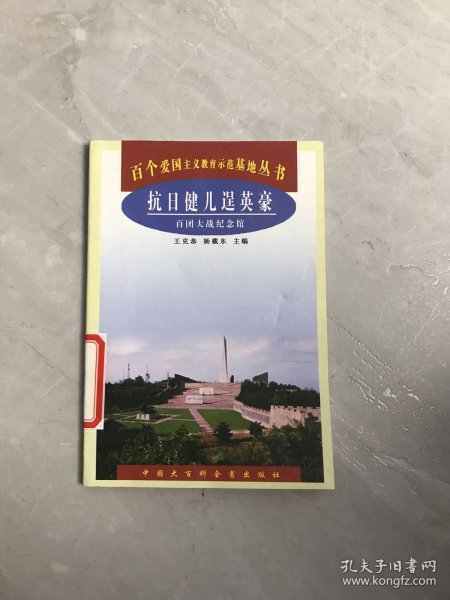 百个爱国主义教育示范基地丛书
抗日健儿逞英豪
百团大战纪念馆
王克恭 杨载东 主编
中国大百科全书出版社
孔夫子旧书网
www.kongfz.com